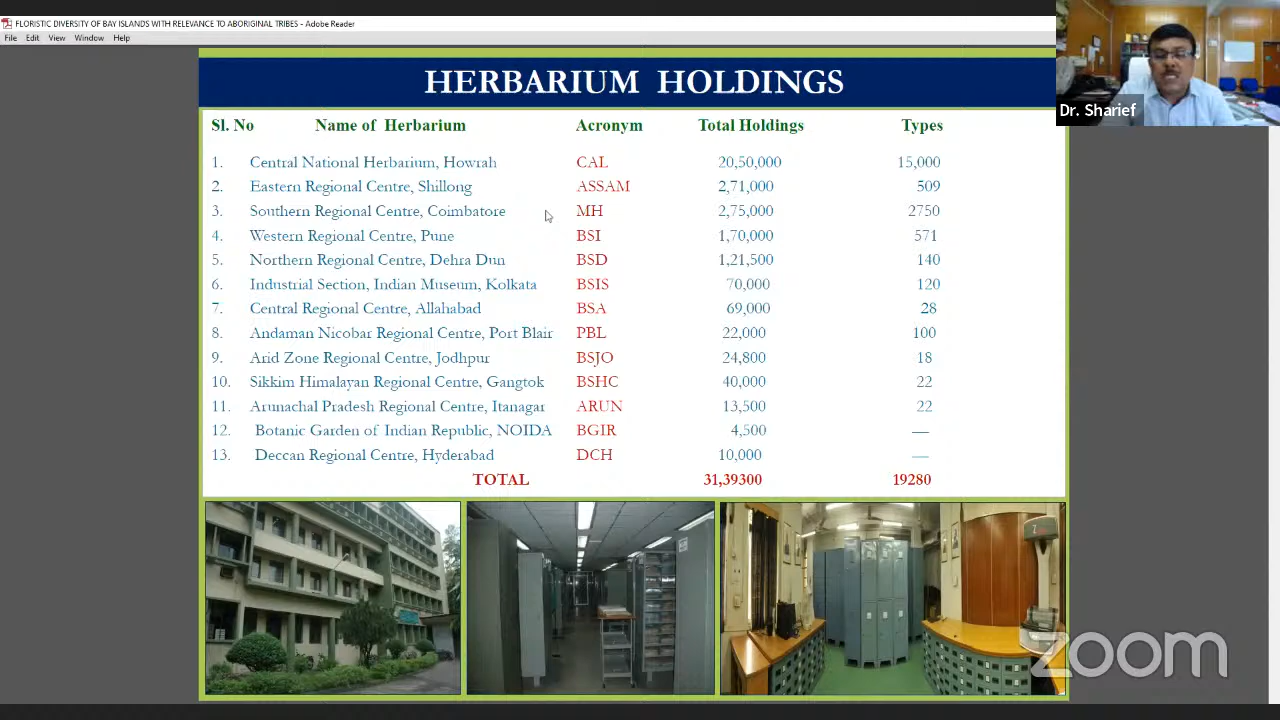 FLORISTIC DIVERSITY OF BAY ISLANDS WITH RELEVANCE TO ABORIGINAL TRIBES - Adobe Reader
File Edit View Window Help
HERBARIUM HOLDINGS
Dr. Sharief
Sl. No Name of Herbarium Acronym Total Holdings Types
1. Central National Herbarium, Howrah CAL 20,50,000 15,000
2. Eastern Regional Centre, Shillong ASSAM 2,71,000 509
3. Southern Regional Centre, Coimbatore MH 2,75,000 2750
4. Western Regional Centre, Pune BSI 1,70,000 571
5. Northern Regional Centre, Dehra Dun BSD 1,21,500 140
6. Industrial Section, Indian Museum, Kolkata BSIS 70,000 120
7. Central Regional Centre, Allahabad BSA 69,000 28
8. Andaman Nicobar Regional Centre, Port Blair PBL 22,000 100
9. Arid Zone Regional Centre, Jodhpur BSJO 24,800 18
10. Sikkim Himalayan Regional Centre, Gangtok BSHC 40,000 22
11. Arunachal Pradesh Regional Centre, Itanagar ARUN 13,500 22
12. Botanic Garden of Indian Republic, NOIDA BGIR 4,500 —
13. Deccan Regional Centre, Hyderabad DCH 10,000 —
TOTAL 31,39300 19280
zoom